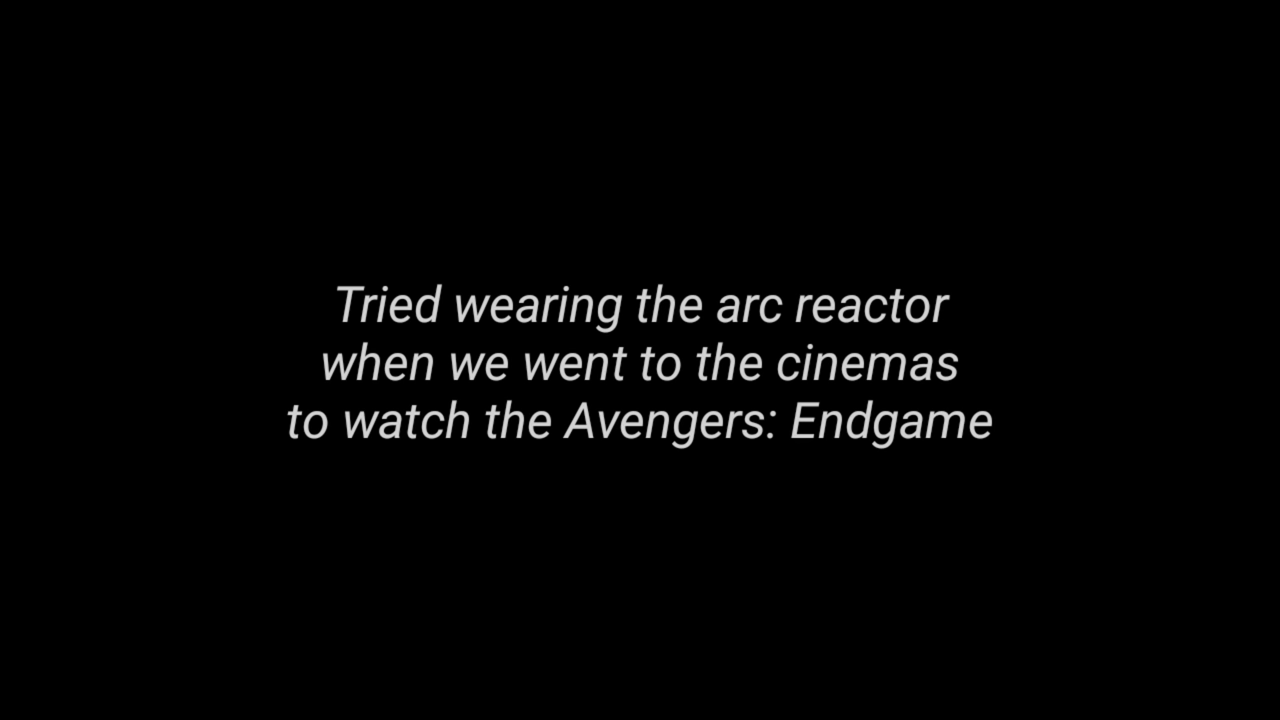 Tried wearing the arc reactor
when we went to the cinemas
to watch the Avengers: Endgame